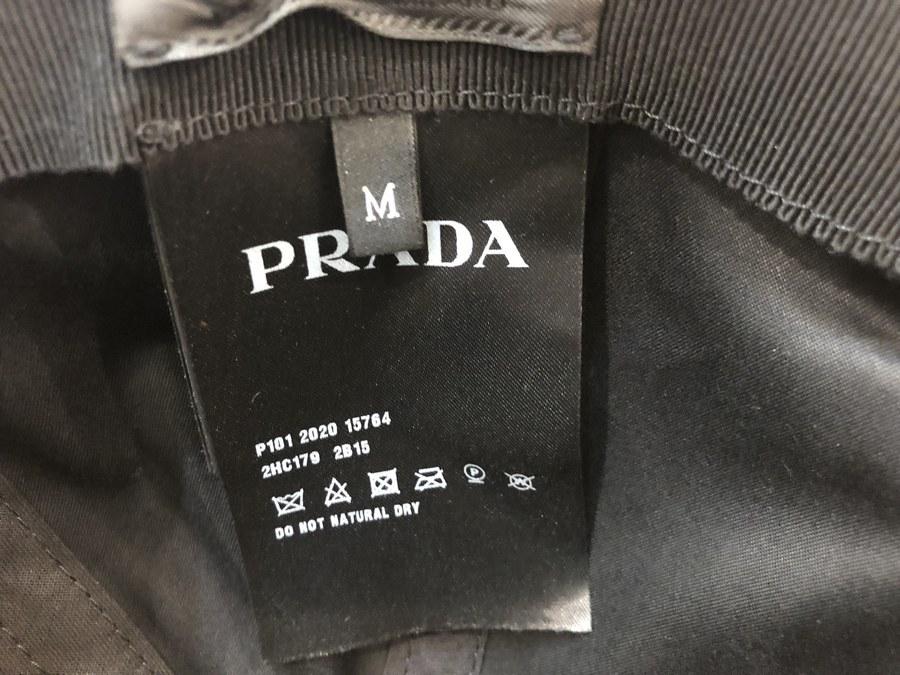 M
PRADA
P101 2020 15764
2HC179 2B15
P
W
DO NOT NATURAL DRY